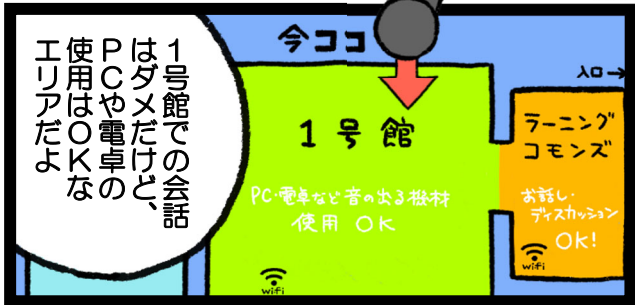 1号館での会話
はダメだけど、
PCや電卓の
使用はOKな
エリアだよ
今ココ
1号館
PC・電卓など音の出る機材
使用 OK
wifi
入口→
ラーニング
コモンズ
お話し・
ディスカッション
OK!
wifi